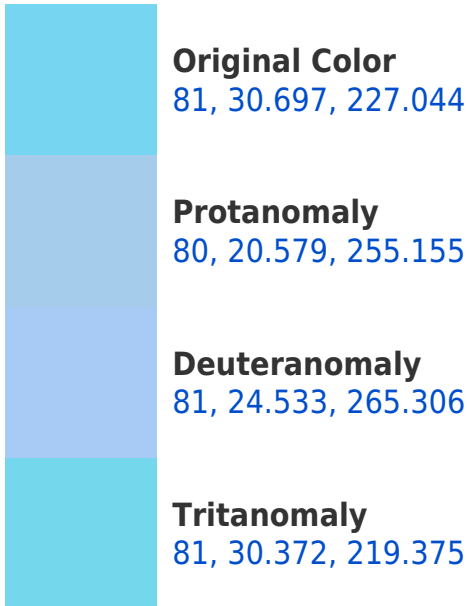 Original Color
81, 30.697, 227.044
Protanomaly
80, 20.579, 255.155
Deuteranomaly
81, 24.533, 265.306
Tritanomaly
81, 30.372, 219.375